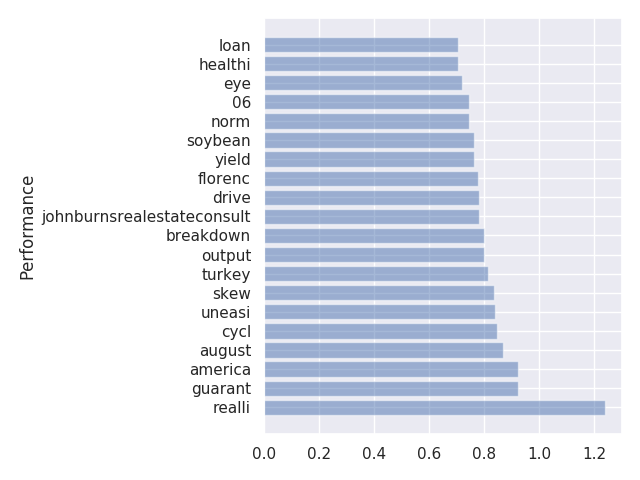 loan
healthi
eye
06
norm
soybean
yield
florenc
drive
johnburnsrealestateconsult
breakdown
output
turkey
skew
uneasi
cycl
august
america
guarant
realli
Performance
0.0 0.2 0.4 0.6 0.8 1.0 1.2